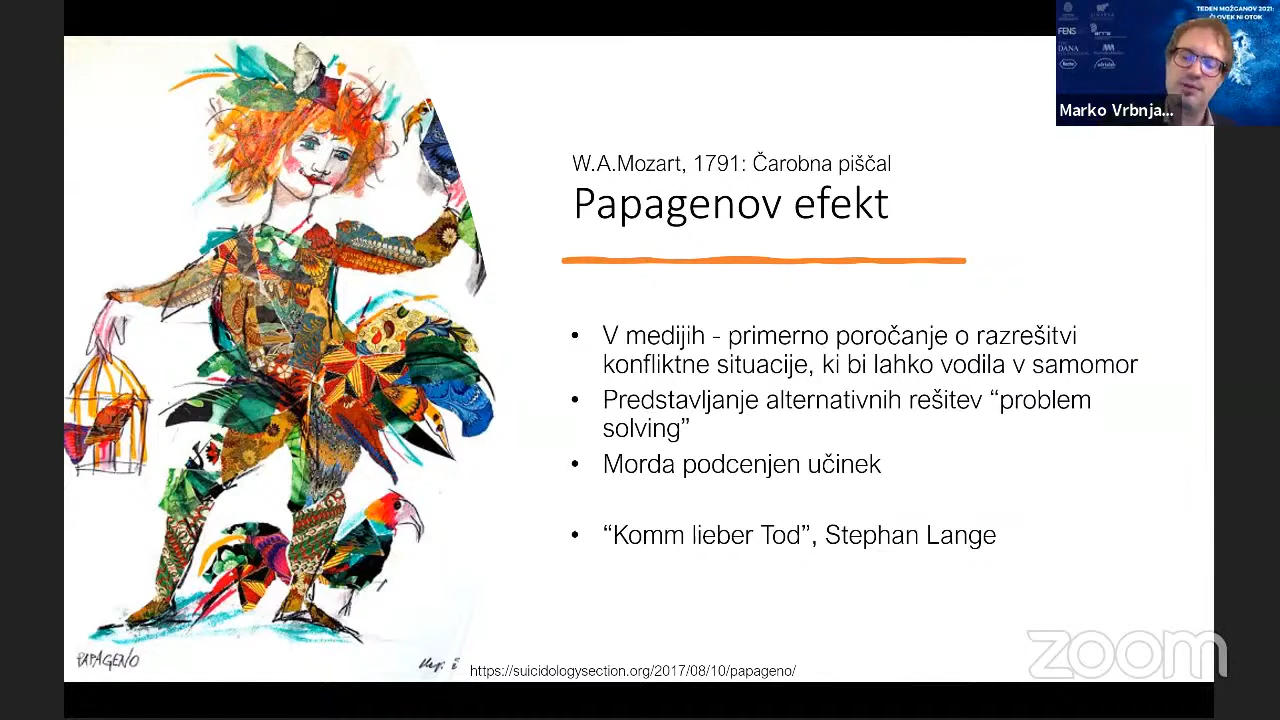 TEDEN MOŽGANOV 2021:
ČLOVEK NI OTOK
FENS
DANA
Marko Vrbnja...
W.A.Mozart, 1791: Čarobna piščal
Papagenov efekt
• V medijih - primerno poročanje o razrešitvi
konfliktne situacije, ki bi lahko vodila v samomor
• Predstavljanje alternativnih rešitev “problem
solving”
• Morda podcenjen učinek
• “Komm lieber Tod”, Stephan Lange
PAPAGENO
https://suicidologysection.org/2017/08/10/papageno/
zoom